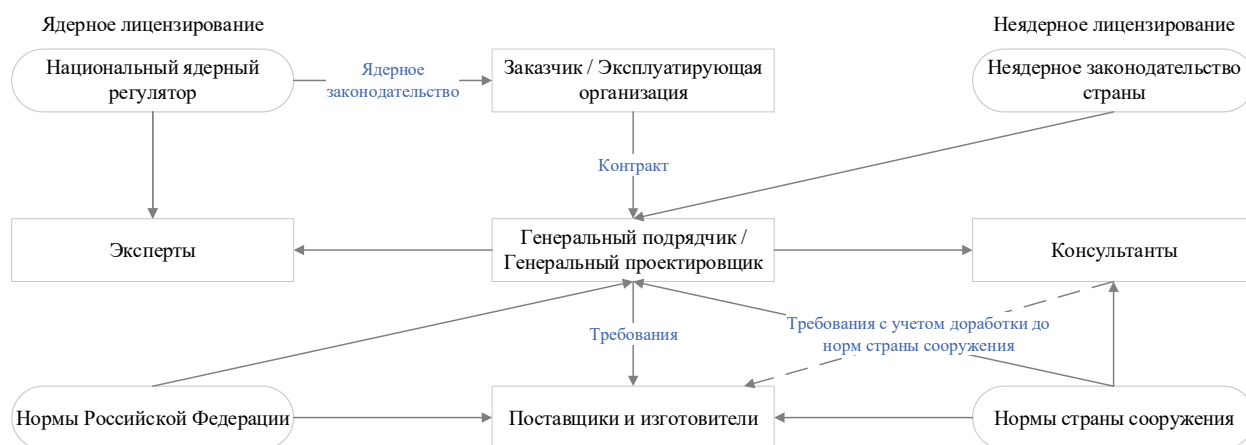 Ядерное лицензирование
Неядерное лицензирование
Национальный ядерный
регулятор
Ядерное
законодательство
Заказчик / Эксплуатирующая
организация
Неядерное законодательство
страны
Контракт
Эксперты
Генеральный подрядчик /
Генеральный проектировщик
Консультанты
Требования
Требования с учетом доработки до
норм страны сооружения
Нормы Российской Федерации
Поставщики и изготовители
Нормы страны сооружения